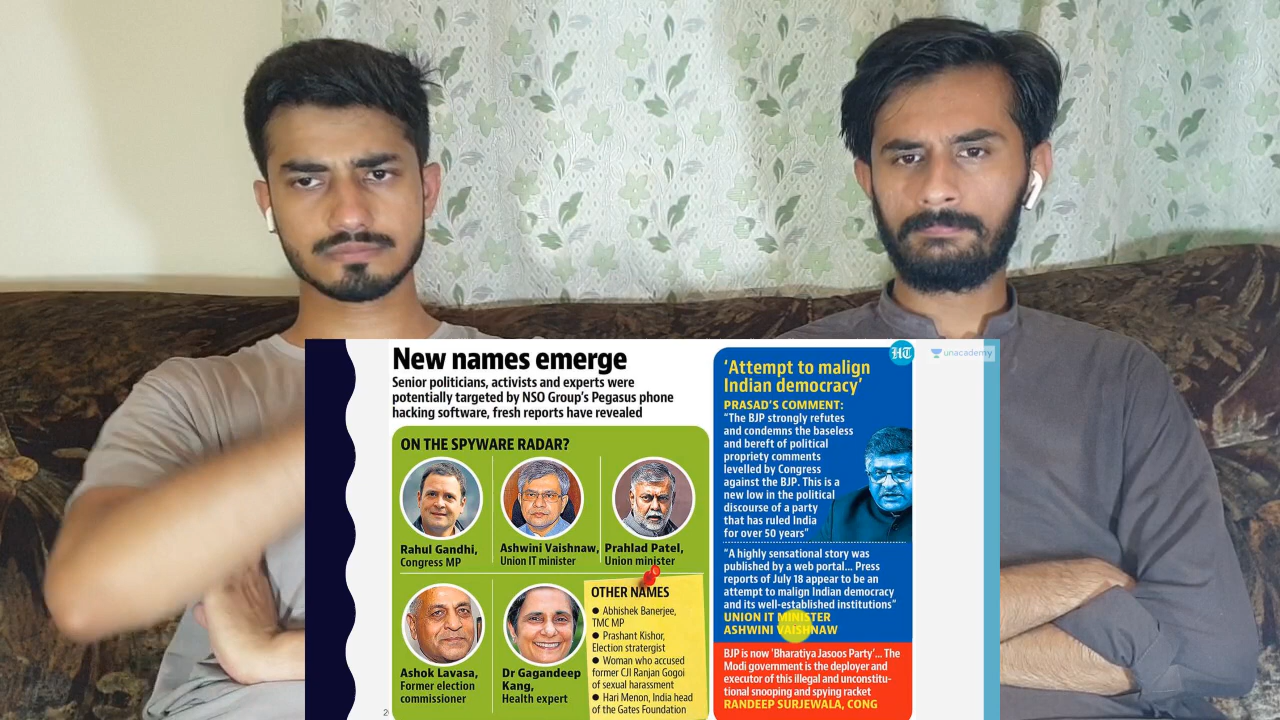 New names emerge
Senior politicians, activists and experts were
potentially targeted by NSO Group's Pegasus phone
hacking software, fresh reports have revealed
ON THE SPYWARE RADAR?
Rahul Gandhi,
Congress MP
Ashwini Vaishnaw,
Union IT minister
Prahlad Patel,
Union minister
Ashok Lavasa,
Former election
commissioner
Dr Gagandeep
Kang,
Health expert
OTHER NAMES
● Abhishek Banerjee,
TMC MP
● Prashant Kishor,
Election stratergist
● Woman who accused
former CJI Ranjan Gogoi
of sexual harassment
● Hari Menon, India head
of the Gates Foundation
HT
unacademy
'Attempt to malign
Indian democracy'
PRASAD'S COMMENT:
"The BJP strongly refutes
and condemns the baseless
and bereft of political
propriety comments
levelled by Congress
against the BJP. This is a
new low in the political
discourse of a party
that has ruled India
for over 50 years"
"A highly sensational story was
published by a web portal... Press
reports of July 18 appear to be an
attempt to malign Indian democracy
and its well-established institutions"
UNION IT MINISTER
ASHWINI VAISHNAW
BJP is now 'Bharatiya Jasoos Party'... The
Modi government is the deployer and
executor of this illegal and unconstitu-
tional snooping and spying racket
RANDEEP SURJEWALA, CONG